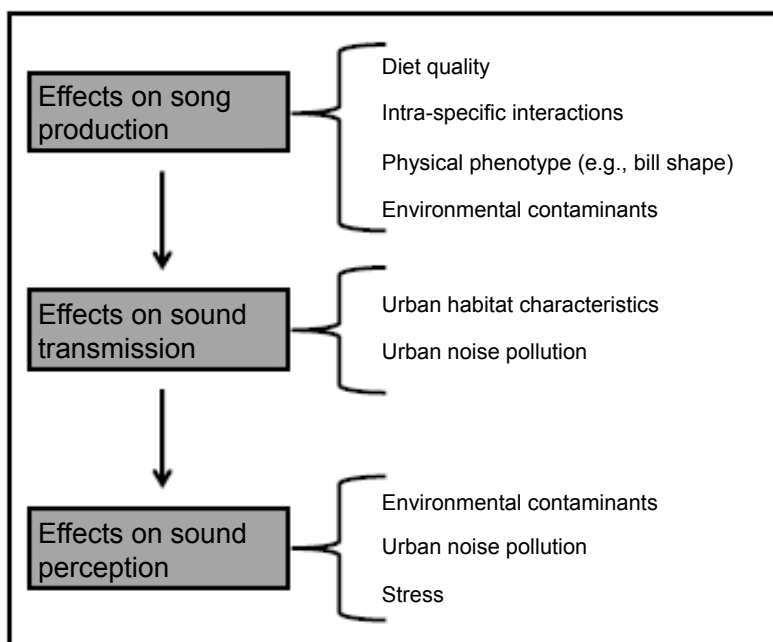 Effects on song
production
Diet quality
Intra-specific interactions
Physical phenotype (e.g., bill shape)
Environmental contaminants
Effects on sound
transmission
Urban habitat characteristics
Urban noise pollution
Effects on sound
perception
Environmental contaminants
Urban noise pollution
Stress